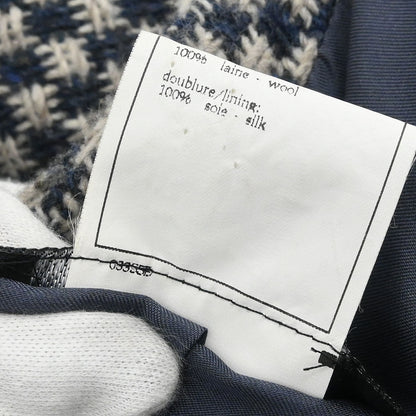 100% laine - wool
doublure/lining:
100% soie - silk